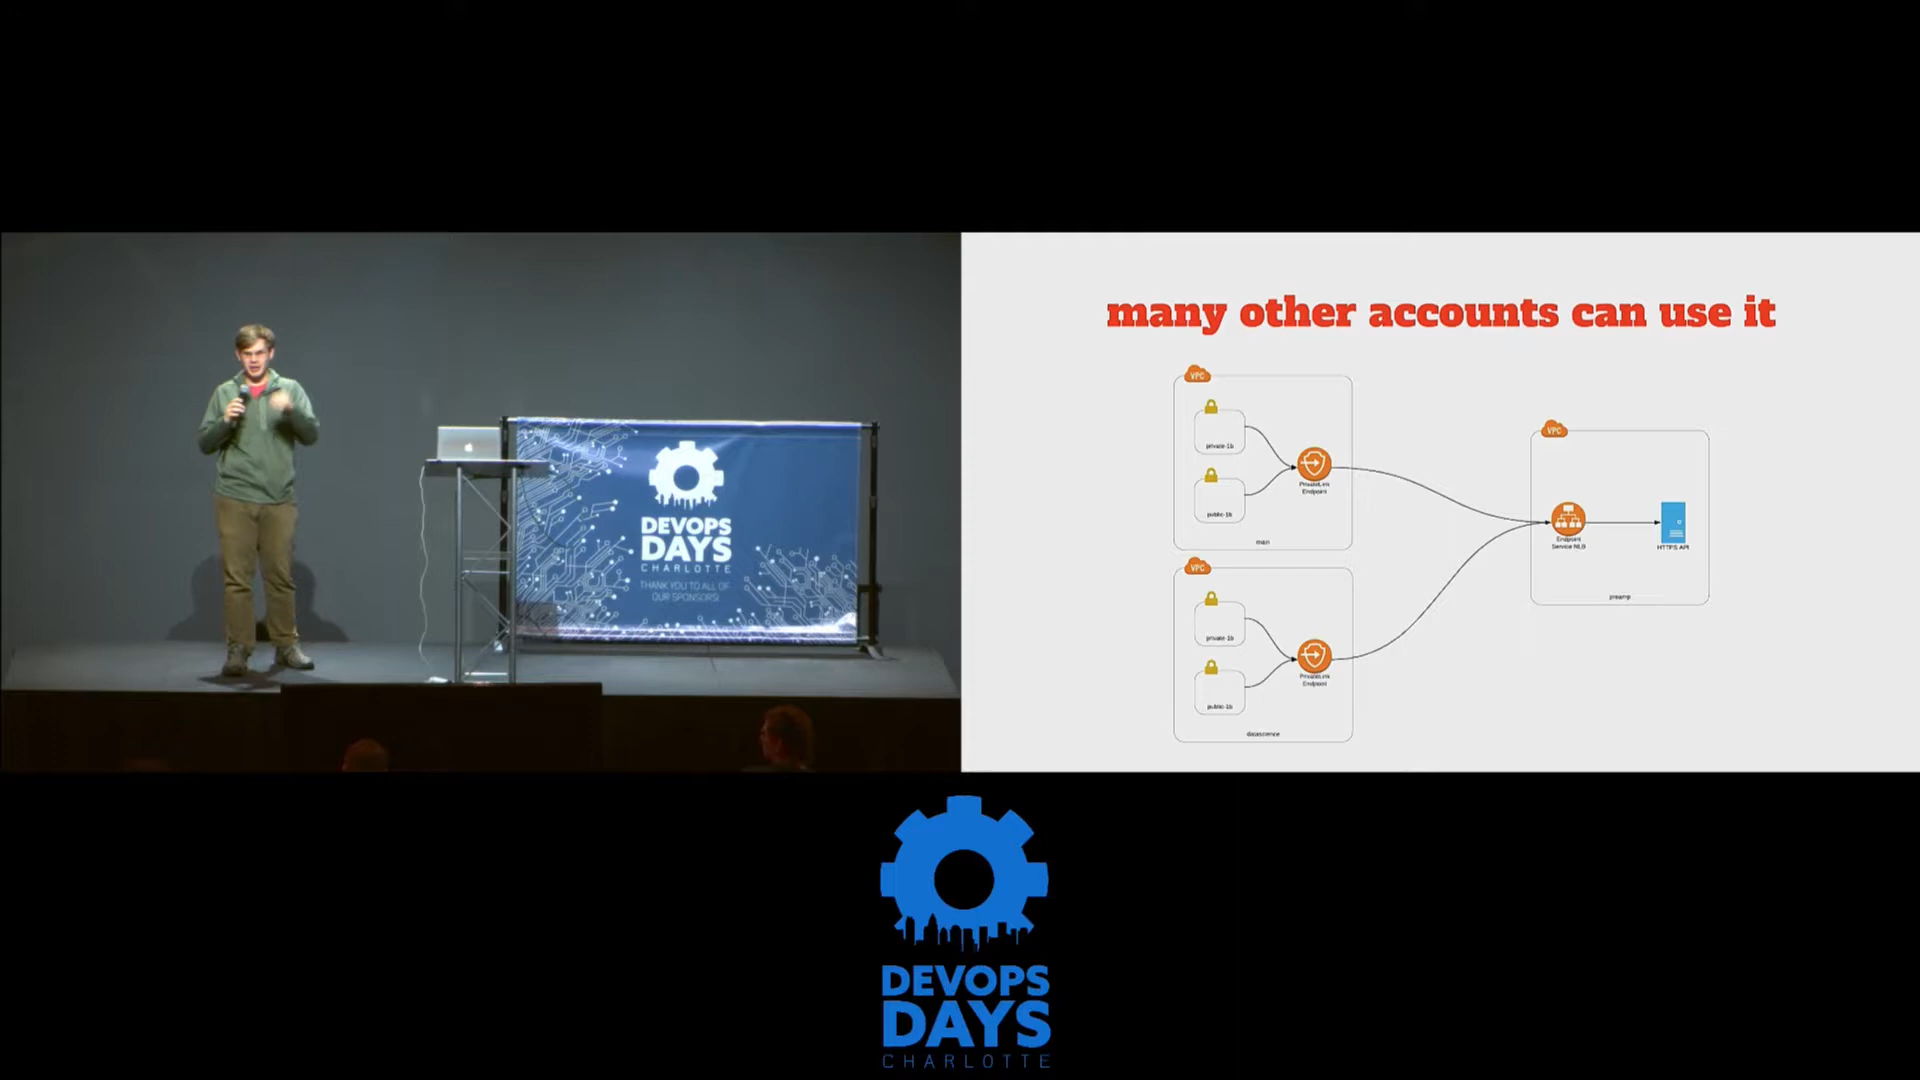 DEVOPS
DAYS
CHARLOTTE
THANK YOU TO ALL OF
OUR SPONSORS!
many other accounts can use it
VPC
private-1b
public-1b
PrivateLink
Endpoint
main
VPC
private-1b
public-1b
PrivateLink
Endpoint
datascience
VPC
Endpoint
Service NLB
HTTPS API
preamp
DEVOPS
DAYS
CHARLOTTE